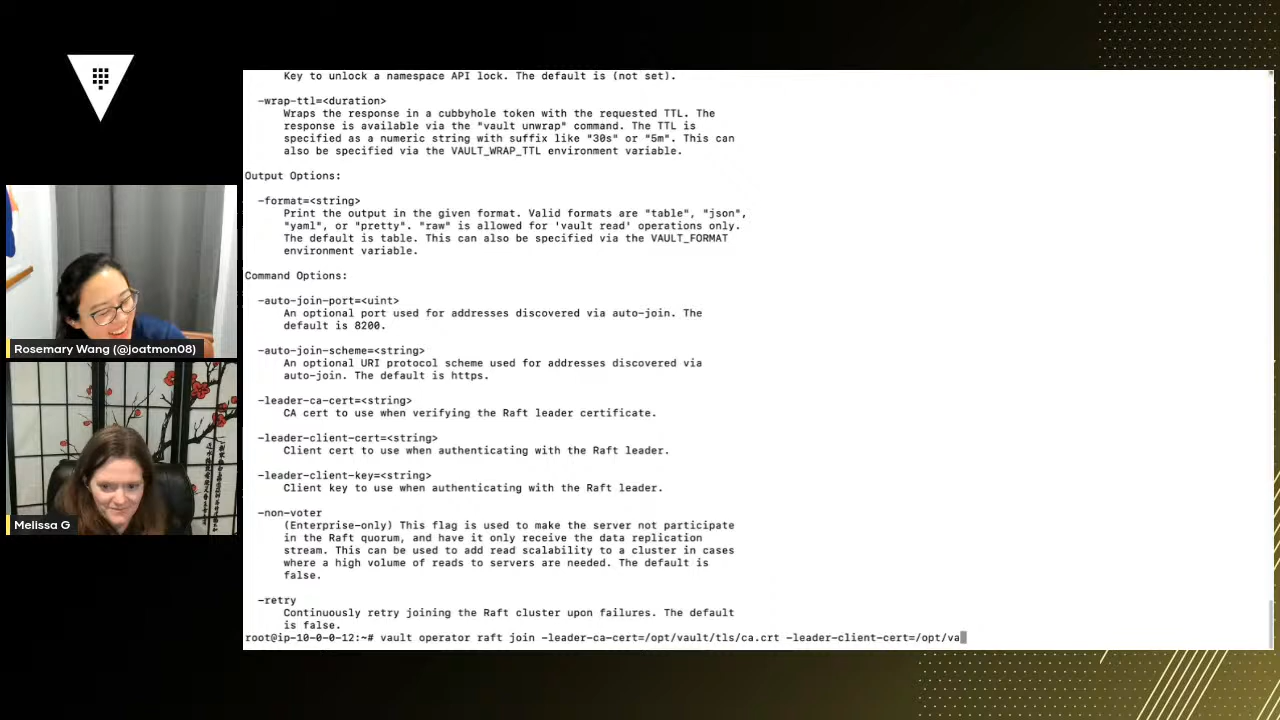 Key to unlock a namespace API lock. The default is (not set).
-wrap-ttl=<duration>
Wraps the response in a cubbyhole token with the requested TTL. The
response is available via the "vault unwrap" command. The TTL is
specified as a numeric string with suffix like "30s" or "5m". This can
also be specified via the VAULT_WRAP_TTL environment variable.
Output Options:
-format=<string>
Print the output in the given format. Valid formats are "table", "json",
"yaml", or "pretty". "raw" is allowed for 'vault read' operations only.
The default is table. This can also be specified via the VAULT_FORMAT
environment variable.
Command Options:
-auto-join-port=<uint>
An optional port used for addresses discovered via auto-join. The
default is 8200.
-auto-join-scheme=<string>
An optional URI protocol scheme used for addresses discovered via
auto-join. The default is https.
-leader-ca-cert=<string>
CA cert to use when verifying the Raft leader certificate.
-leader-client-cert=<string>
Client cert to use when authenticating with the Raft leader.
-leader-client-key=<string>
Client key to use when authenticating with the Raft leader.
-non-voter
(Enterprise-only) This flag is used to make the server not participate
in the Raft quorum, and have it only receive the data replication
stream. This can be used to add read scalability to a cluster in cases
where a high volume of reads to servers are needed. The default is
false.
-retry
Continuously retry joining the Raft cluster upon failures. The default
is false.
root@ip-10-0-0-12:~# vault operator raft join -leader-ca-cert=/opt/vault/tls/ca.crt -leader-client-cert=/opt/va
Rosemary Wang (@joatmon08)
Melissa G